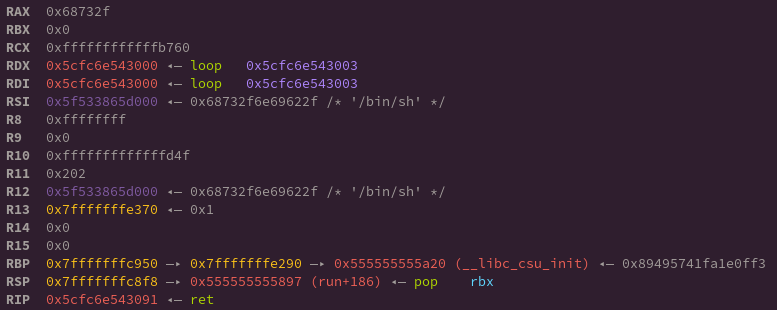 RAX 0x68732f
RBX 0x0
RCX 0xffffffffffffb760
RDX 0x5cfc6e543000 ◂— loop 0x5cfc6e543003
RDI 0x5cfc6e543000 ◂— loop 0x5cfc6e543003
RSI 0x5f533865d000 ◂— 0x68732f6e69622f /* '/bin/sh' */
R8 0xffffffff
R9 0x0
R10 0xfffffffffffffd4f
R11 0x202
R12 0x5f533865d000 ◂— 0x68732f6e69622f /* '/bin/sh' */
R13 0x7fffffffe370 ◂— 0x1
R14 0x0
R15 0x0
RBP 0x7fffffffc950 —▸ 0x7fffffffe290 —▸ 0x555555555a20 (__libc_csu_init) ◂— 0x89495741fa1e0ff3
RSP 0x7fffffffc8f8 —▸ 0x555555555897 (run+186) ◂— pop rbx
RIP 0x5cfc6e543091 ◂— ret